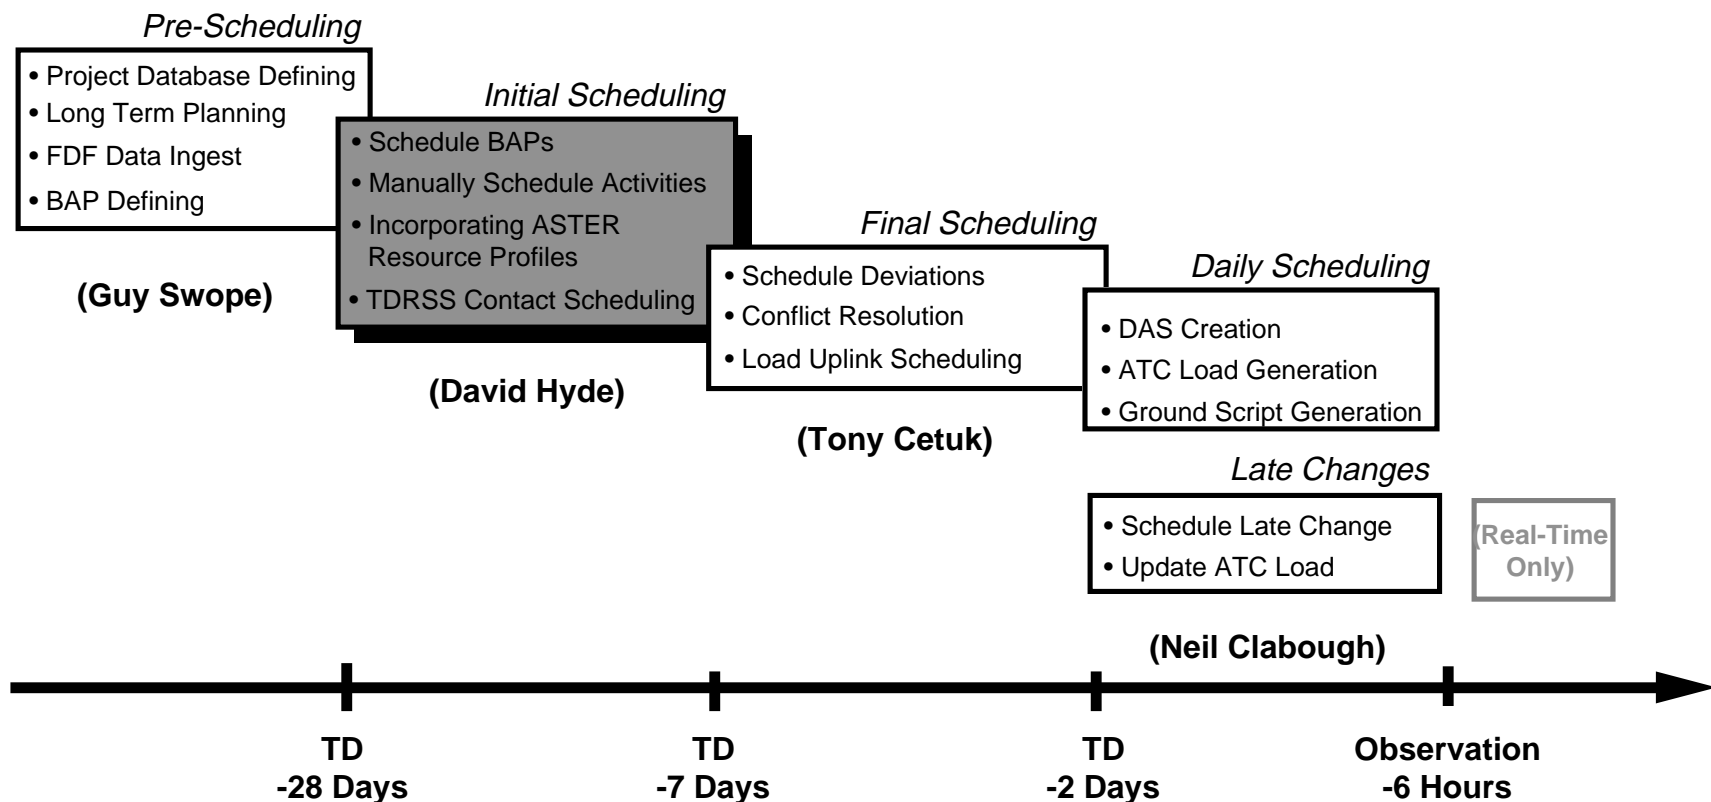 Pre-Scheduling
• Project Database Defining
• Long Term Planning
• FDF Data Ingest
• BAP Defining
(Guy Swope)
Initial Scheduling
• Schedule BAPs
• Manually Schedule Activities
• Incorporating ASTER
Resource Profiles
• TDRSS Contact Scheduling
(David Hyde)
Final Scheduling
• Schedule Deviations
• Conflict Resolution
• Load Uplink Scheduling
(Tony Cetuk)
Daily Scheduling
• DAS Creation
• ATC Load Generation
• Ground Script Generation
Late Changes
• Schedule Late Change
• Update ATC Load
(Real-Time
Only)
(Neil Clabough)
TD
-28 Days
TD
-7 Days
TD
-2 Days
Observation
-6 Hours